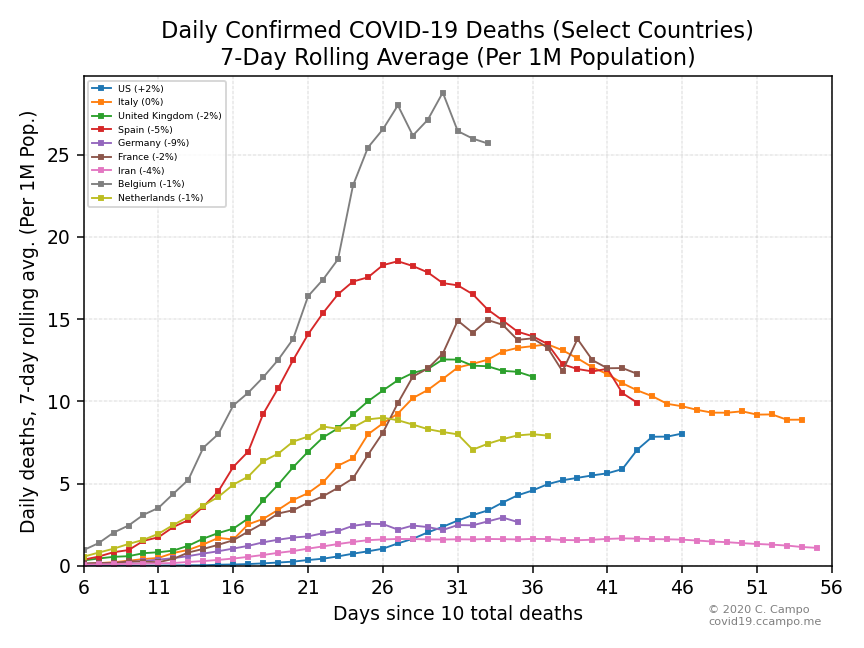 Daily Confirmed COVID-19 Deaths (Select Countries)
7-Day Rolling Average (Per 1M Population)
Daily deaths, 7-day rolling avg. (Per 1M Pop.)
US (+2%)
Italy (0%)
United Kingdom (-2%)
Spain (-5%)
Germany (-9%)
France (-2%)
Iran (-4%)
Belgium (-1%)
Netherlands (-1%)
25
20
15
10
5
0
6 11 16 21 26 31 36 41 46 51 56
Days since 10 total deaths
© 2020 C. Campo
covid19.ccampo.me